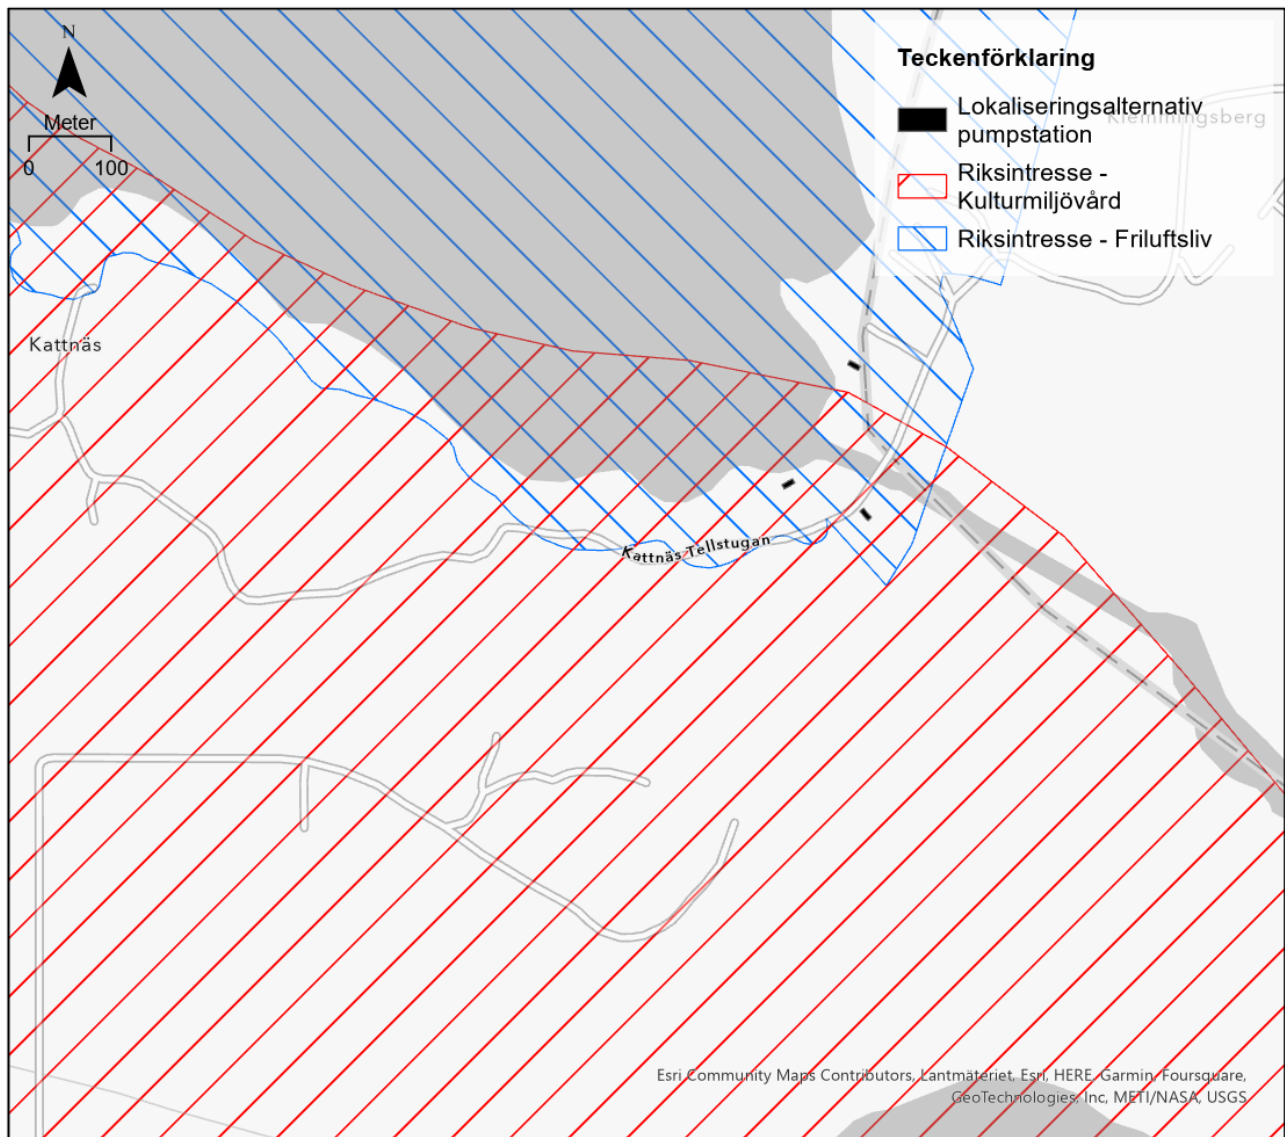 N
Meter
0 100
Teckenförklaring
Lokaliseringsalternativ
pumpstation
Riksintresse -
Kulturmiljövård
Riksintresse - Friluftsliv
Klemmingsberg
Kattnäs
Kattnäs Tellstugan
Esri Community Maps Contributors, Lantmäteriet, Esri, HERE, Garmin, Foursquare,
GeoTechnologies, Inc, METI/NASA, USGS